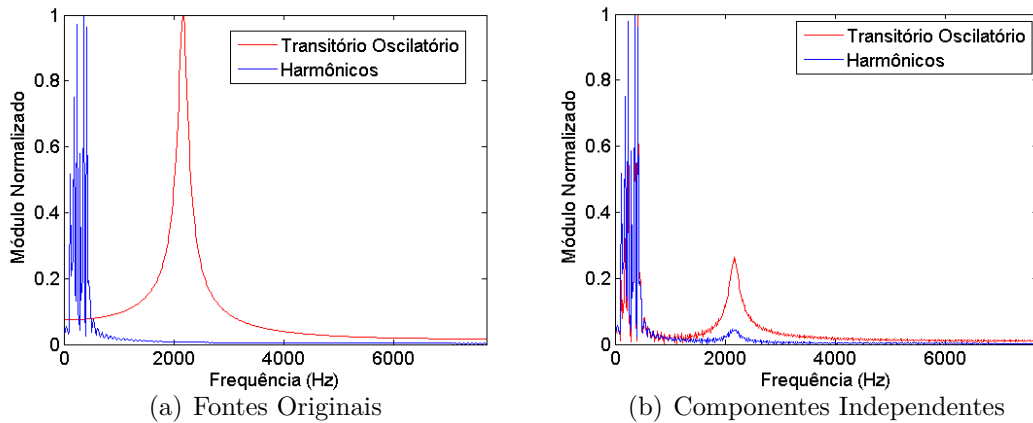 1
0.8
0.6
0.4
0.2
0
0
2000
4000
6000
Módulo Normalizado
Frequência (Hz)
Transitório Oscilatório
Harmônicos
(a) Fontes Originais
1
0.8
0.6
0.4
0.2
0
0
2000
4000
6000
Módulo Normalizado
Frequência (Hz)
Transitório Oscilatório
Harmônicos
(b) Componentes Independentes